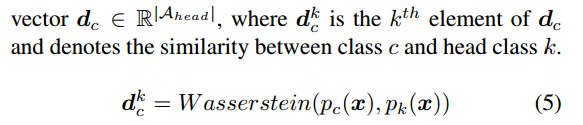 vector d_c ∈ ℝ^|𝒜_head|, where d_c^k is the k^th element of d_c
and denotes the similarity between class c and head class k.
d_c^k = Wasserstein(p_c(x), p_k(x)) (5)